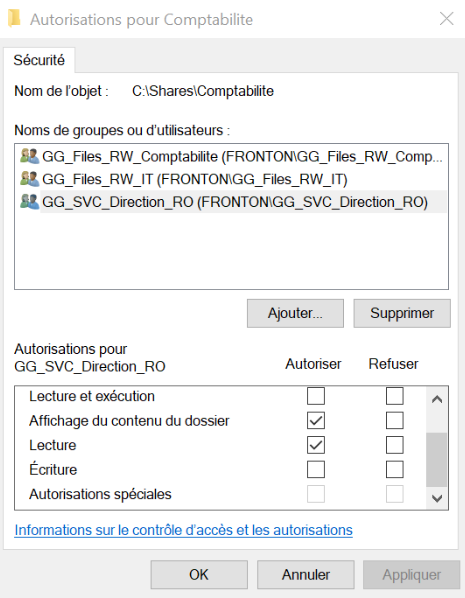 Autorisations pour Comptabilite
Sécurité
Nom de l'objet : C:\Shares\Comptabilite
Noms de groupes ou d'utilisateurs :
GG_Files_RW_Comptabilite (FRONTON\GG_Files_RW_Comp...
GG_Files_RW_IT (FRONTON\GG_Files_RW_IT)
GG_SVC_Direction_RO (FRONTON\GG_SVC_Direction_RO)
Ajouter... Supprimer
Autorisations pour
GG_SVC_Direction_RO Autoriser Refuser
Lecture et exécution
Affichage du contenu du dossier
Lecture
Écriture
Autorisations spéciales
Informations sur le contrôle d'accès et les autorisations
OK Annuler Appliquer